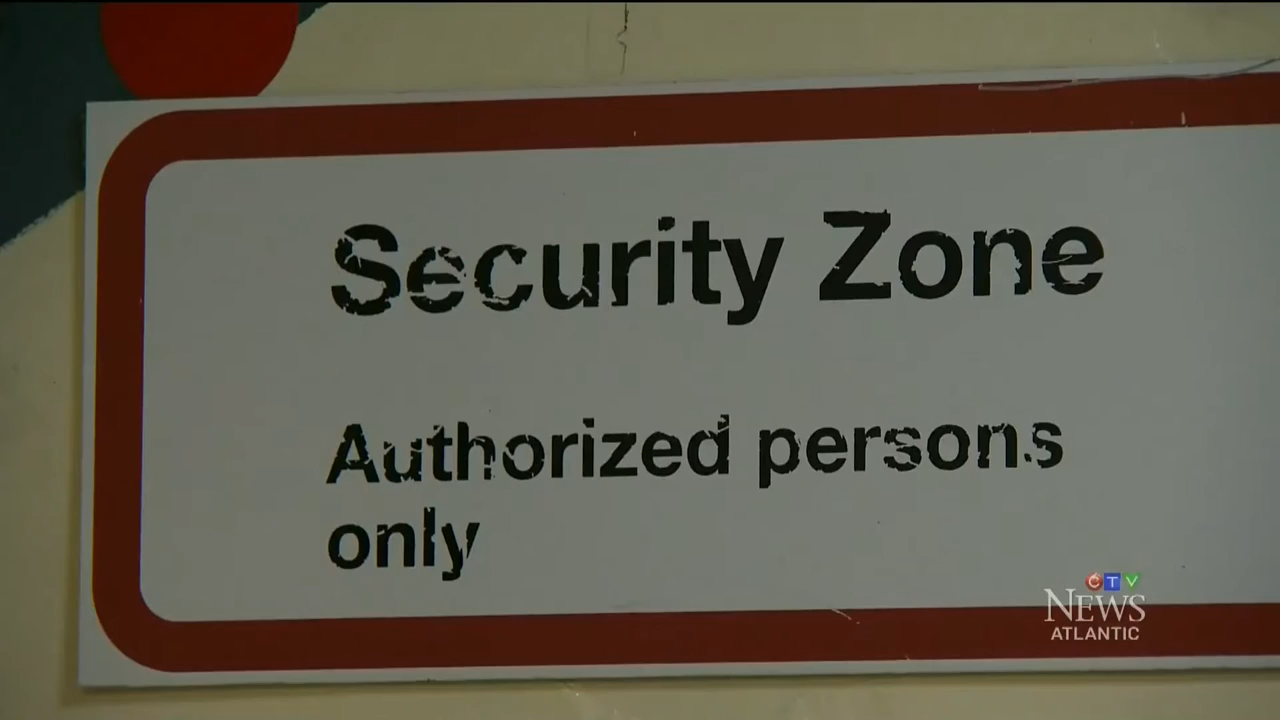 Security Zone
Authorized persons
only
CTV
NEWS
ATLANTIC